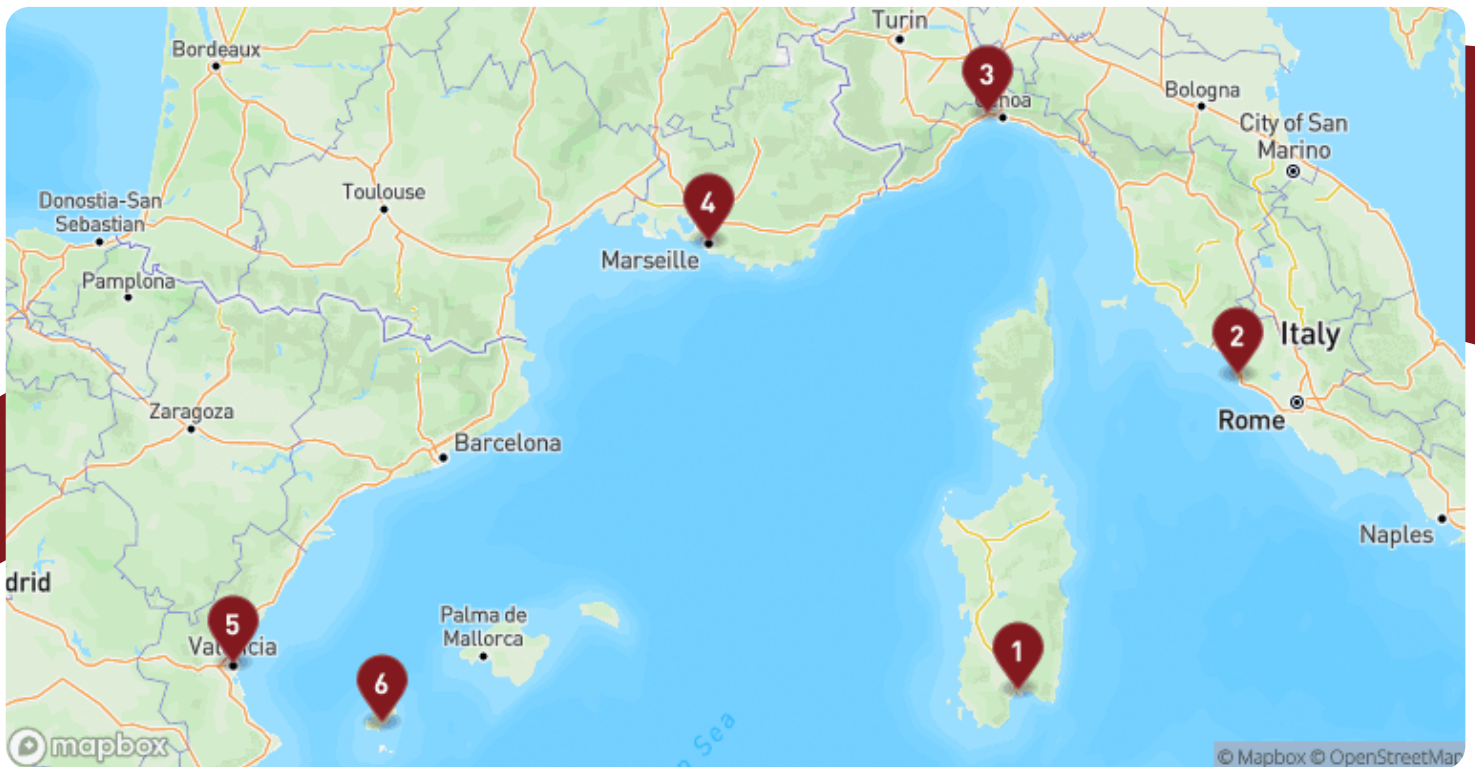 Turin
Bordeaux
3
Genoa
Bologna
City of San
Marino
Toulouse
Donostia-San
Sebastian
4
Marseille
Pamplona
2
Italy
Rome
Zaragoza
Barcelona
Naples
drid
Palma de
Mallorca
5
Valencia
1
6
Sea
mapbox
© Mapbox © OpenStreetMap